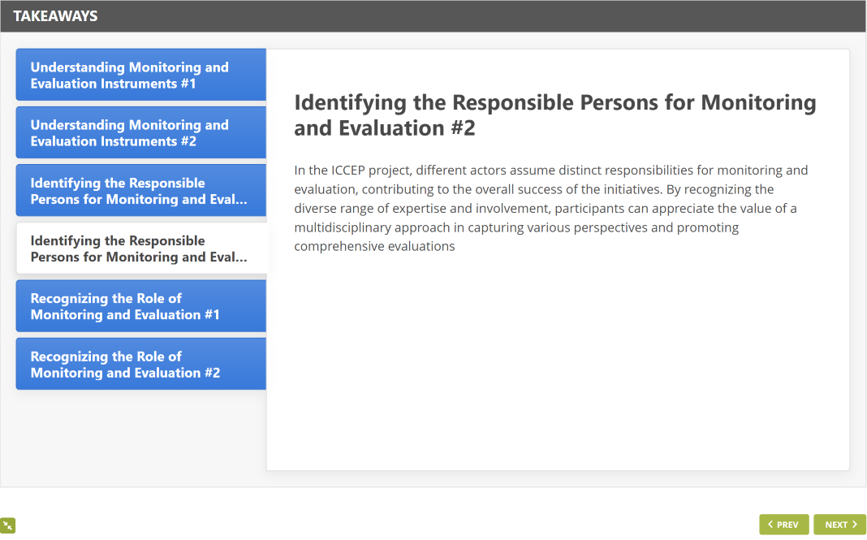 TAKEAWAYS
Understanding Monitoring and
Evaluation Instruments #1
Understanding Monitoring and
Evaluation Instruments #2
Identifying the Responsible
Persons for Monitoring and Eval...
Identifying the Responsible
Persons for Monitoring and Eval...
Recognizing the Role of
Monitoring and Evaluation #1
Recognizing the Role of
Monitoring and Evaluation #2
Identifying the Responsible Persons for Monitoring
and Evaluation #2
In the ICCEP project, different actors assume distinct responsibilities for monitoring and
evaluation, contributing to the overall success of the initiatives. By recognizing the
diverse range of expertise and involvement, participants can appreciate the value of a
multidisciplinary approach in capturing various perspectives and promoting
comprehensive evaluations
PREV
NEXT